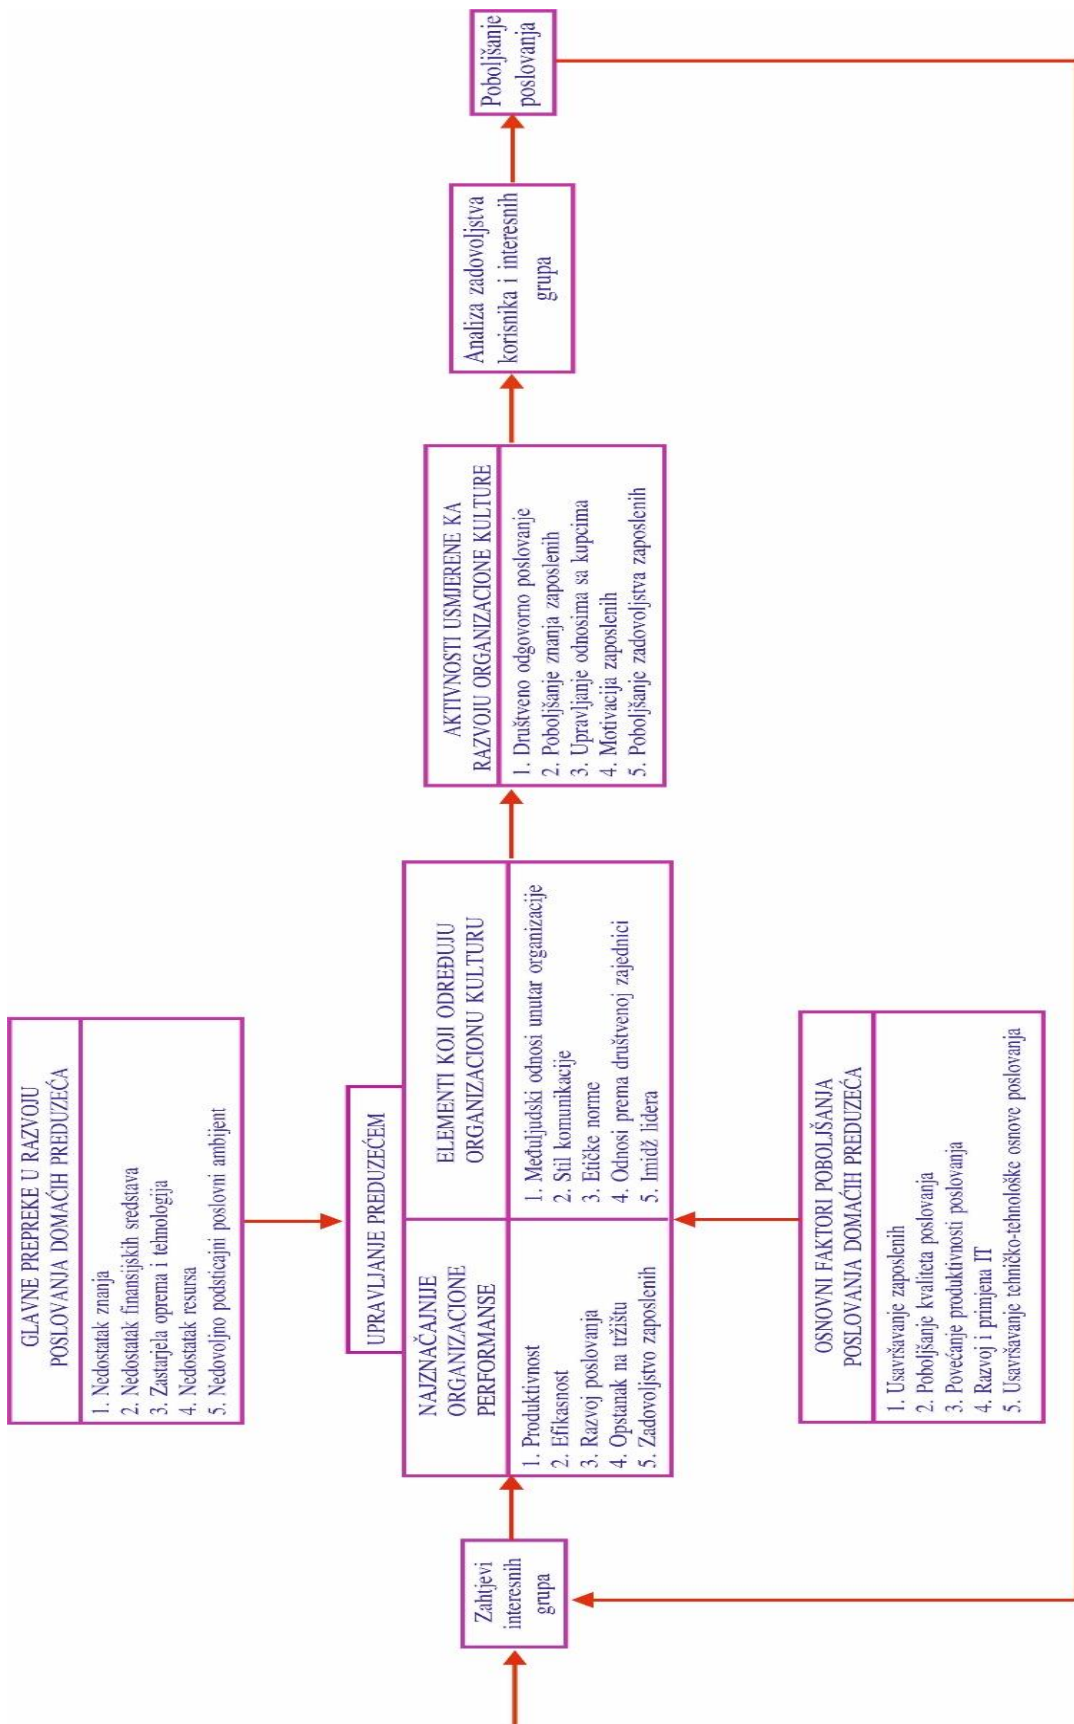 GLAVNE PREPREKE U RAZVOJU
POSLOVANJA DOMAĆIH PREDUZEĆA
1. Nedostatak znanja
2. Nedostatak finansijskih sredstava
3. Zastarjela oprema i tehnologija
4. Nedostatak resursa
5. Nedovoljno podsticajni poslovni ambijent
Zahtjevi
interesnih
grupa
UPRAVLJANJE PREDUZEĆEM
NAJZNAČAJNIJE
ORGANIZACIONE
PERFORMANSE
1. Produktivnost
2. Efikasnost
3. Razvoj poslovanja
4. Opstanak na tržištu
5. Zadovoljstvo zaposlenih
ELEMENTI KOJI ODREĐUJU
ORGANIZACIONU KULTURU
1. Međuljudski odnosi unutar organizacije
2. Stil komunikacije
3. Etičke norme
4. Odnosi prema društvenoj zajednici
5. Imidž lidera
AKTIVNOSTI USMJERENE KA
RAZVOJU ORGANIZACIONE KULTURE
1. Društveno odgovorno poslovanje
2. Poboljšanje znanja zaposlenih
3. Upravljanje odnosima sa kupcima
4. Motivacija zaposlenih
5. Poboljšanje zadovoljstva zaposlenih
Analiza zadovoljstva
korisnika i interesnih
grupa
Poboljšanje
poslovanja
OSNOVNI FAKTORI POBOLJŠANJA
POSLOVANJA DOMAĆIH PREDUZEĆA
1. Usavršavanje zaposlenih
2. Poboljšanje kvaliteta poslovanja
3. Povećanje produktivnosti poslovanja
4. Razvoj i primjena IT
5. Usavršavanje tehničko-tehnološke osnove poslovanja